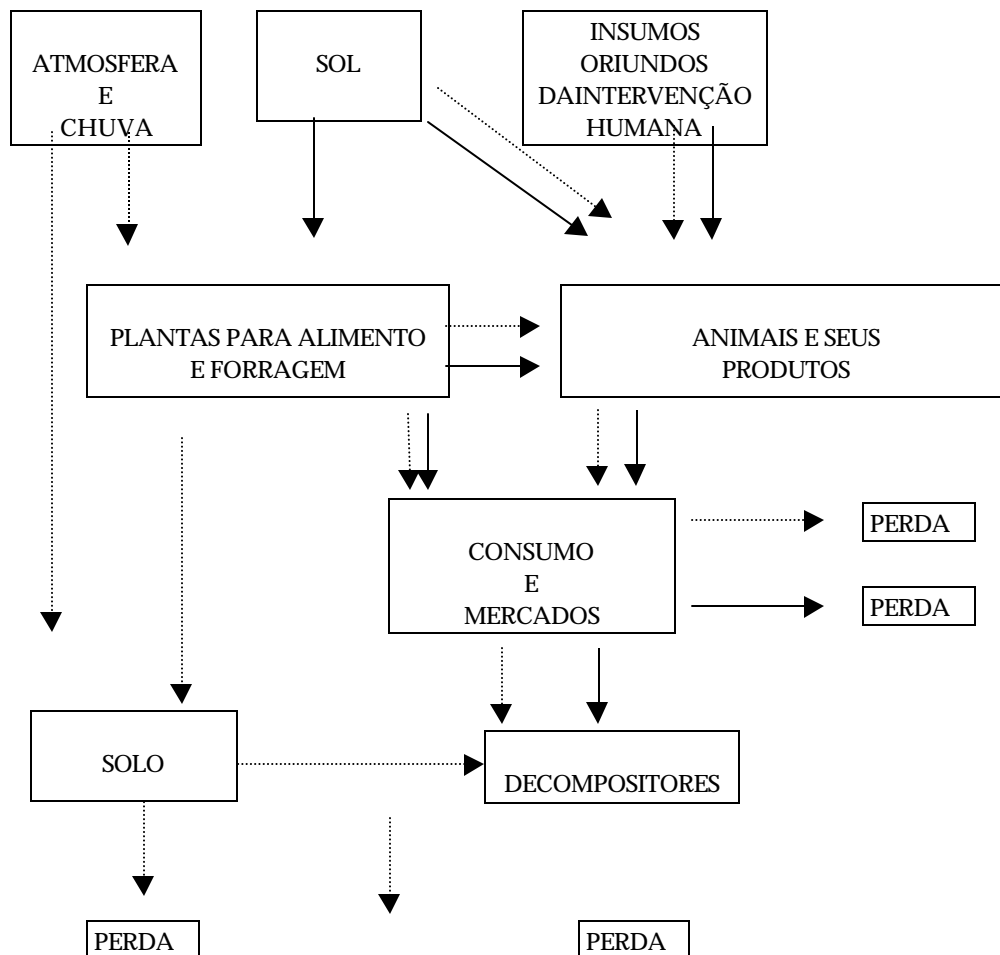 ATMOSFERA
E
CHUVA
SOL
INSUMOS
ORIUNDOS
DAINTERVENÇÃO
HUMANA
PLANTAS PARA ALIMENTO
E FORRAGEM
ANIMAIS E SEUS
PRODUTOS
CONSUMO
E
MERCADOS
PERDA
PERDA
SOLO
DECOMPOSITORES
PERDA
PERDA